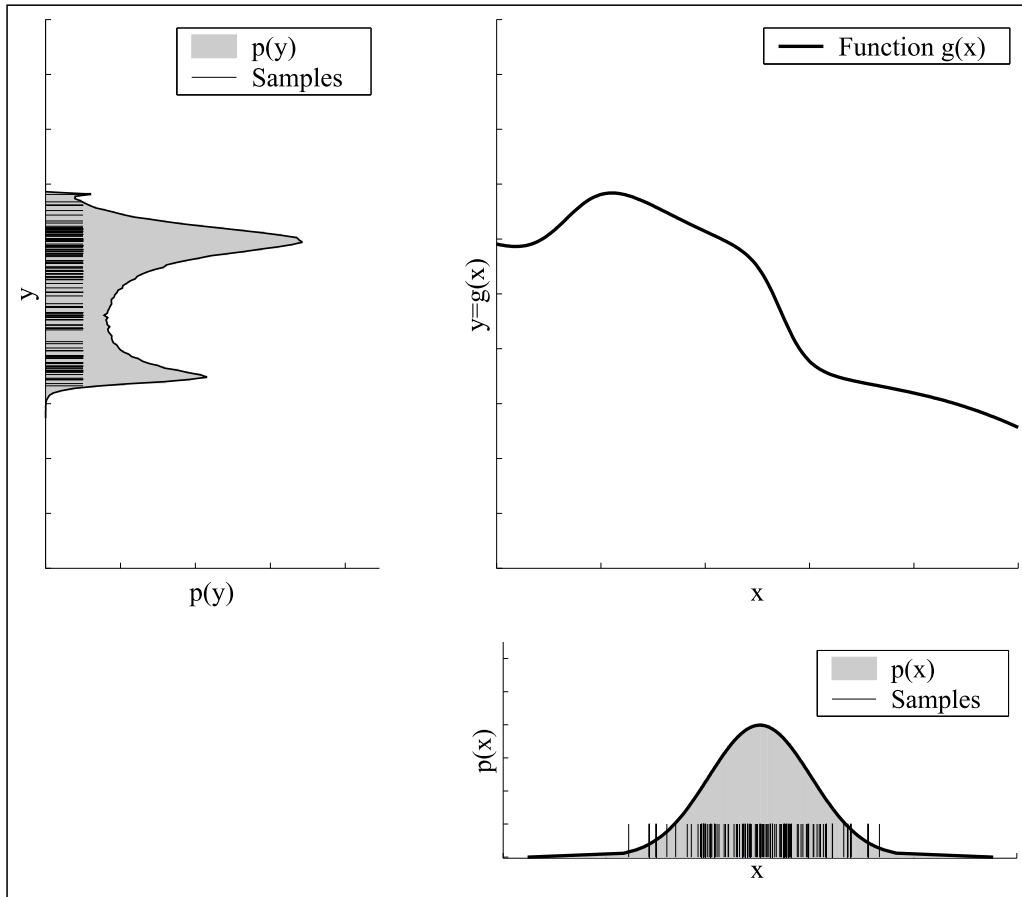 p(y)
Samples
y
p(y)
Function g(x)
y=g(x)
x
p(x)
Samples
p(x)
x